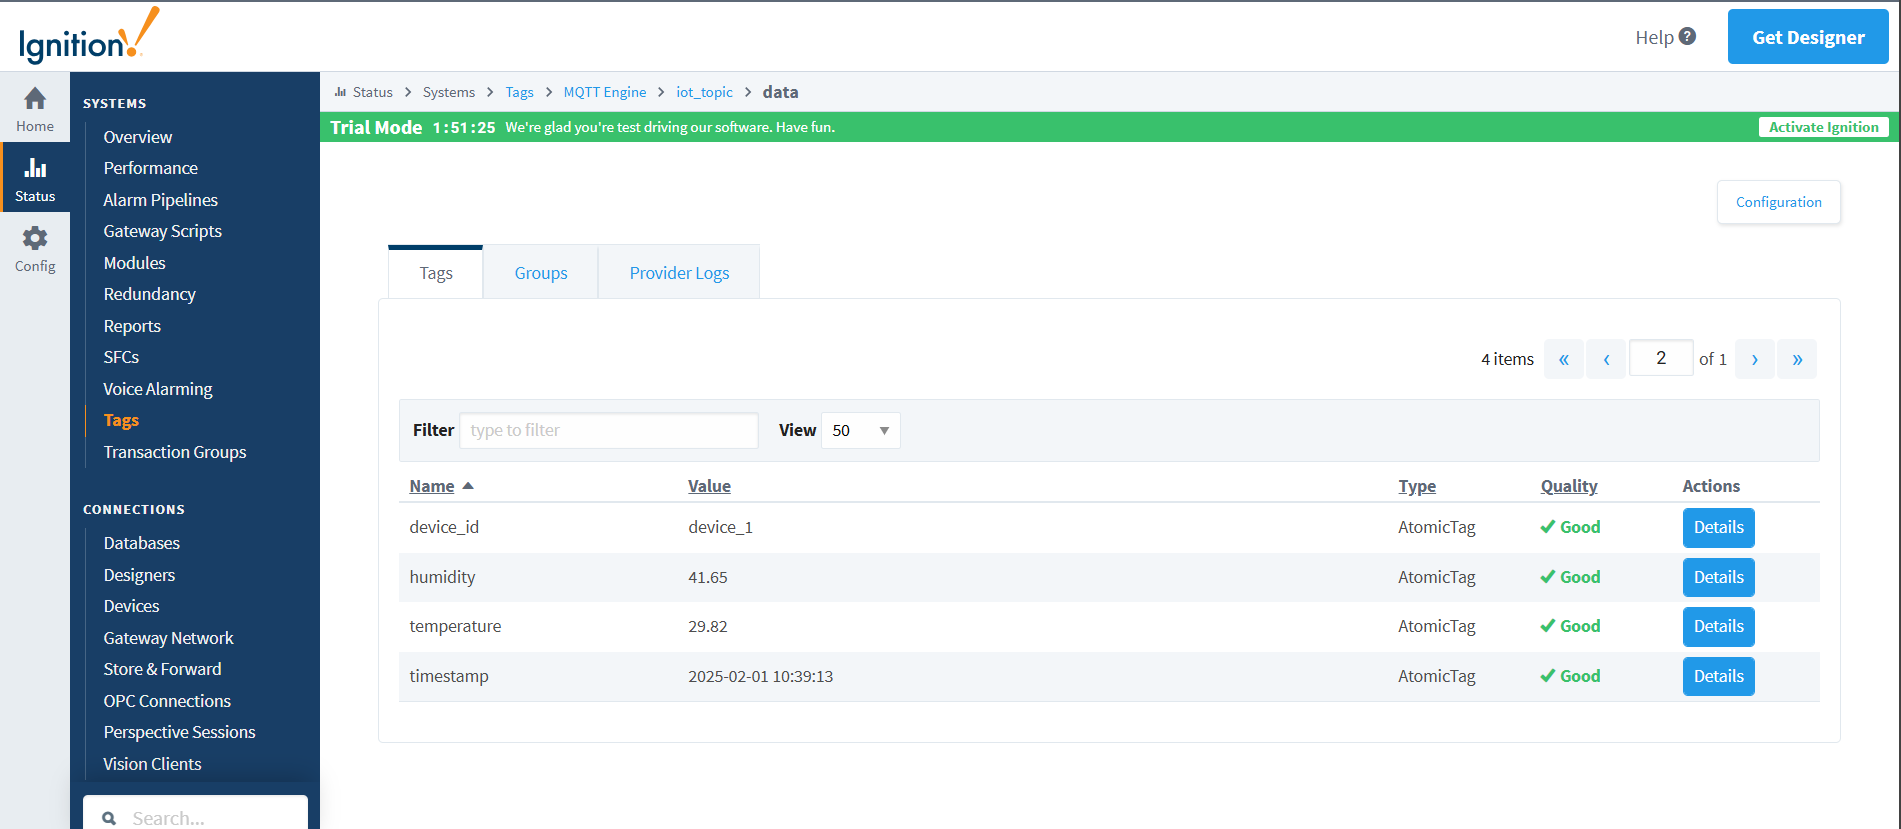 Ignition!
Help ?
Get Designer
Home
Status
Config
SYSTEMS
Overview
Performance
Alarm Pipelines
Gateway Scripts
Modules
Redundancy
Reports
SFCs
Voice Alarming
Tags
Transaction Groups
CONNECTIONS
Databases
Designers
Devices
Gateway Network
Store & Forward
OPC Connections
Perspective Sessions
Vision Clients
Search...
Status > Systems > Tags > MQTT Engine > iot_topic > data
Trial Mode 1:51:25 We're glad you're test driving our software. Have fun. Activate Ignition
Configuration
Tags Groups Provider Logs
4 items « ‹ 2 of 1 › »
Filter type to filter View 50
Name Value Type Quality Actions
device_id device_1 AtomicTag Good Details
humidity 41.65 AtomicTag Good Details
temperature 29.82 AtomicTag Good Details
timestamp 2025-02-01 10:39:13 AtomicTag Good Details